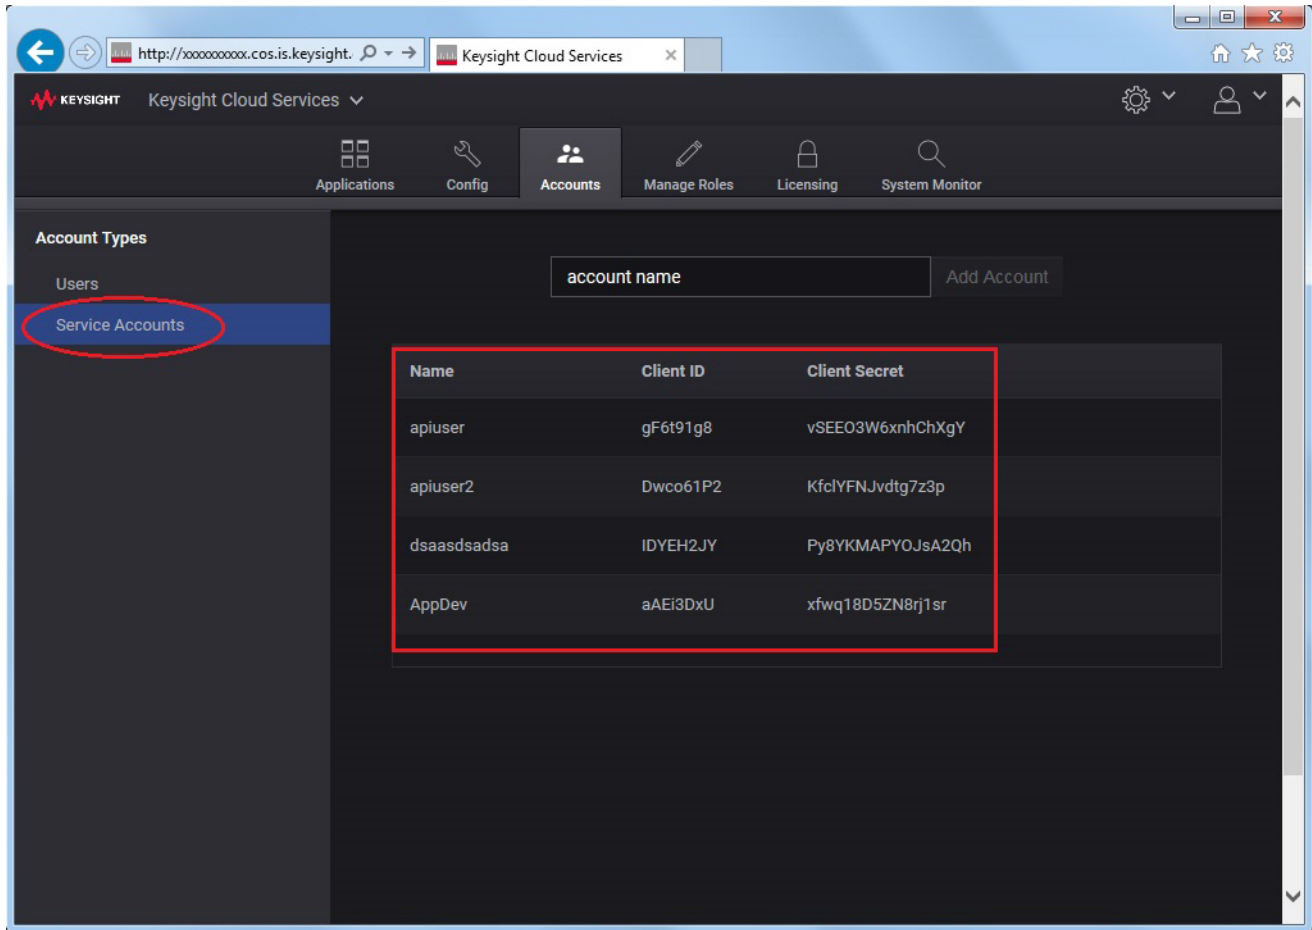 http://xxxxxxxxxx.cos.is.keysight.
Keysight Cloud Services
KEYSIGHT Keysight Cloud Services
Applications Config Accounts Manage Roles Licensing System Monitor
Account Types
Users
Service Accounts
account name Add Account
Name Client ID Client Secret
apiuser gF6t91g8 vSEEO3W6xnhChXgY
apiuser2 Dwco61P2 KfclYFNJvdtg7z3p
dsaasdsadsa IDYEH2JY Py8YKMAPYOJsA2Qh
AppDev aAEi3DxU xfwq18D5ZN8rj1sr